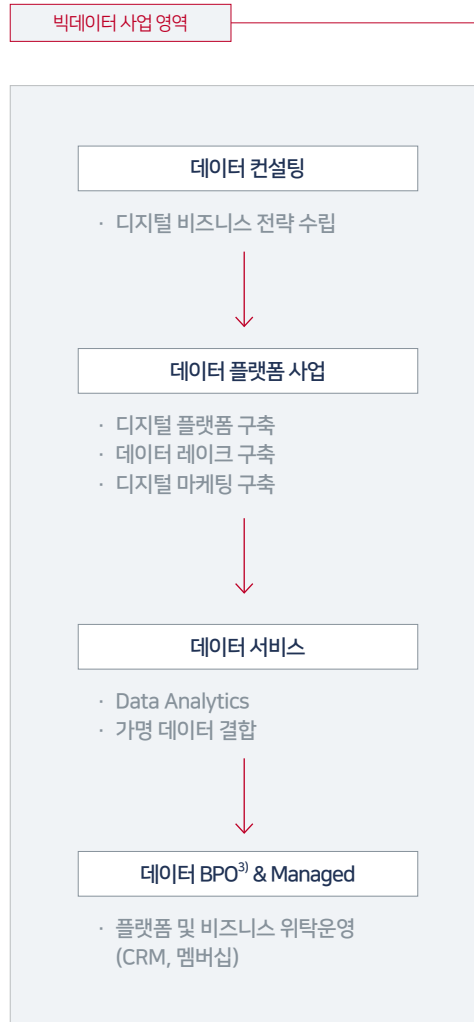 빅데이터 사업 영역
데이터 컨설팅
· 디지털 비즈니스 전략 수립
데이터 플랫폼 사업
· 디지털 플랫폼 구축
· 데이터 레이크 구축
· 디지털 마케팅 구축
데이터 서비스
· Data Analytics
· 가명 데이터 결합
데이터 BPO³⁾ & Managed
· 플랫폼 및 비즈니스 위탁운영
(CRM, 멤버십)